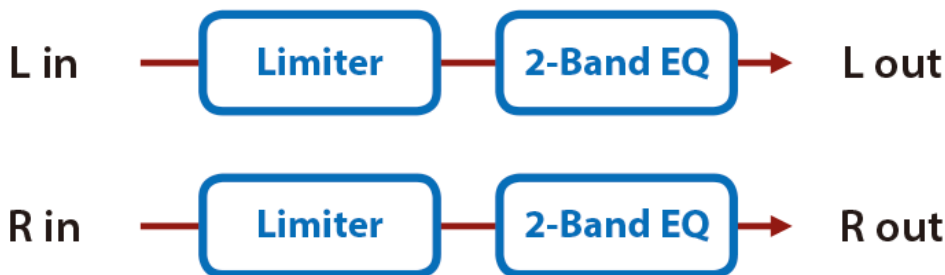 L in Limiter 2-Band EQ L out
R in Limiter 2-Band EQ R out